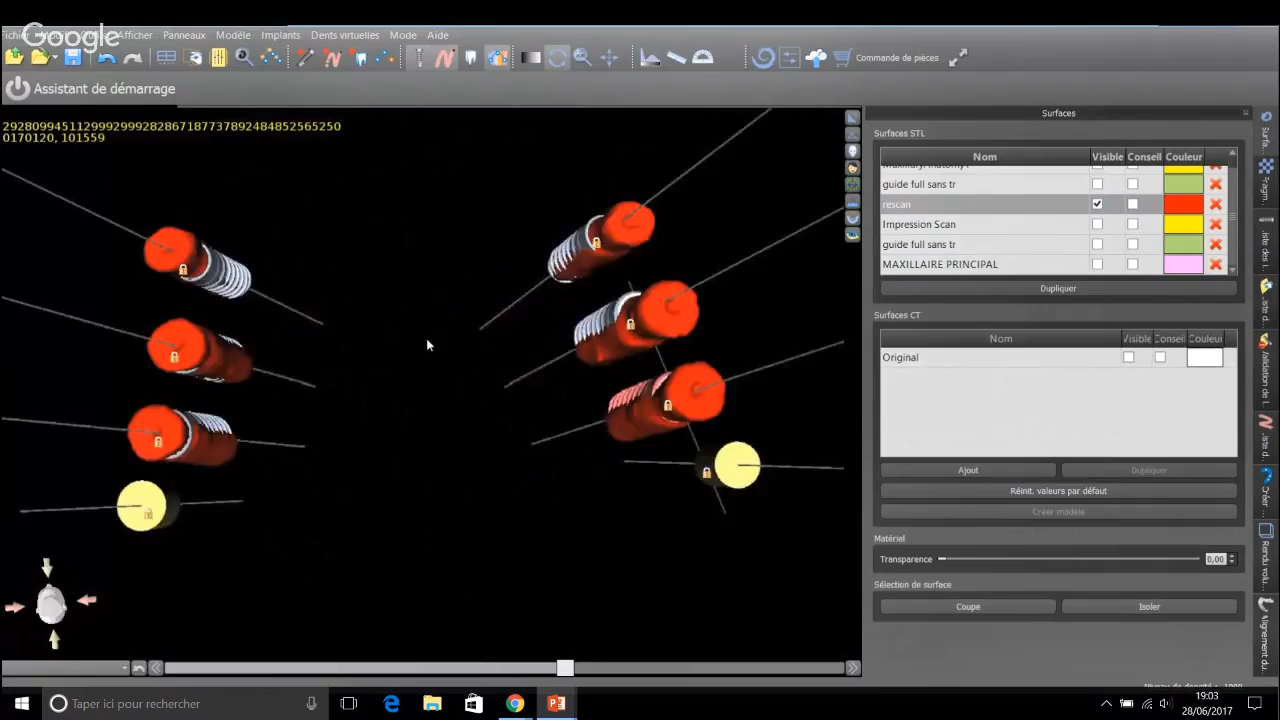 Google
Fichier
Afficher
Panneaux
Modèle
Implants
Dents virtuelles
Mode
Aide
Commande de pièces
Assistant de démarrage
292809945112999299928286718773789248485256 5250
0170120, 101559
Surfaces
Surfaces STL
Nom Visible Conseil Couleur
guide full sans tr
rescan
Impression Scan
guide full sans tr
MAXILLAIRE PRINCIPAL
Dupliquer
Surfaces CT
Nom Visible Conseil Couleur
Original
Ajout Dupliquer
Réinit. valeurs par défaut
Créer modèle
Matériel
Transparence 0,00
Sélection de surface
Coupe Isoler
Taper ici pour rechercher
19:03
28/06/2017